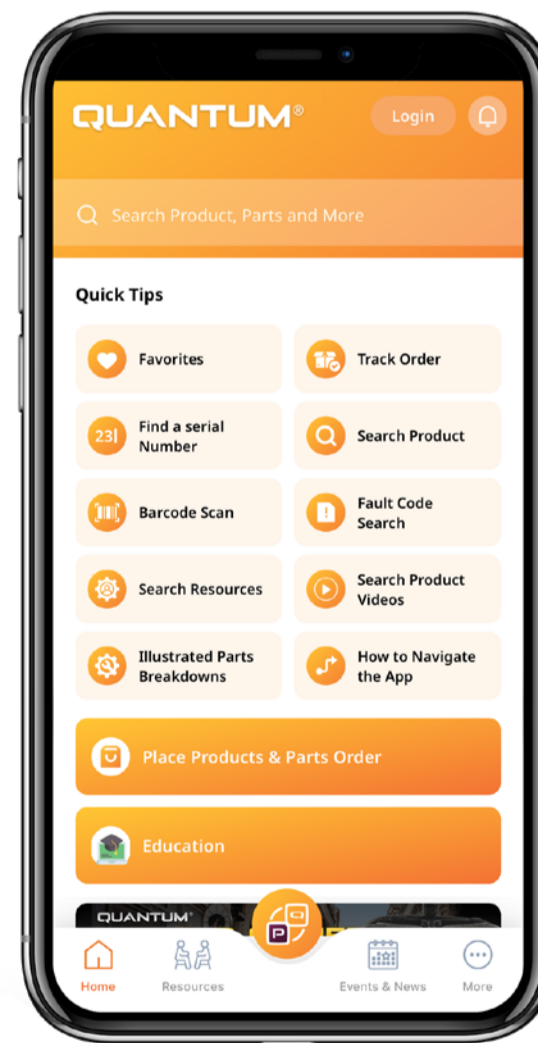 QUANTUM®
Login
Search Product, Parts and More
Quick Tips
Favorites
Track Order
23|
Find a serial
Number
Search Product
Barcode Scan
Fault Code
Search
Search Resources
Search Product
Videos
Illustrated Parts
Breakdowns
How to Navigate
the App
Place Products & Parts Order
Education
QUANTUM®
P
Home
Resources
Events & News
More